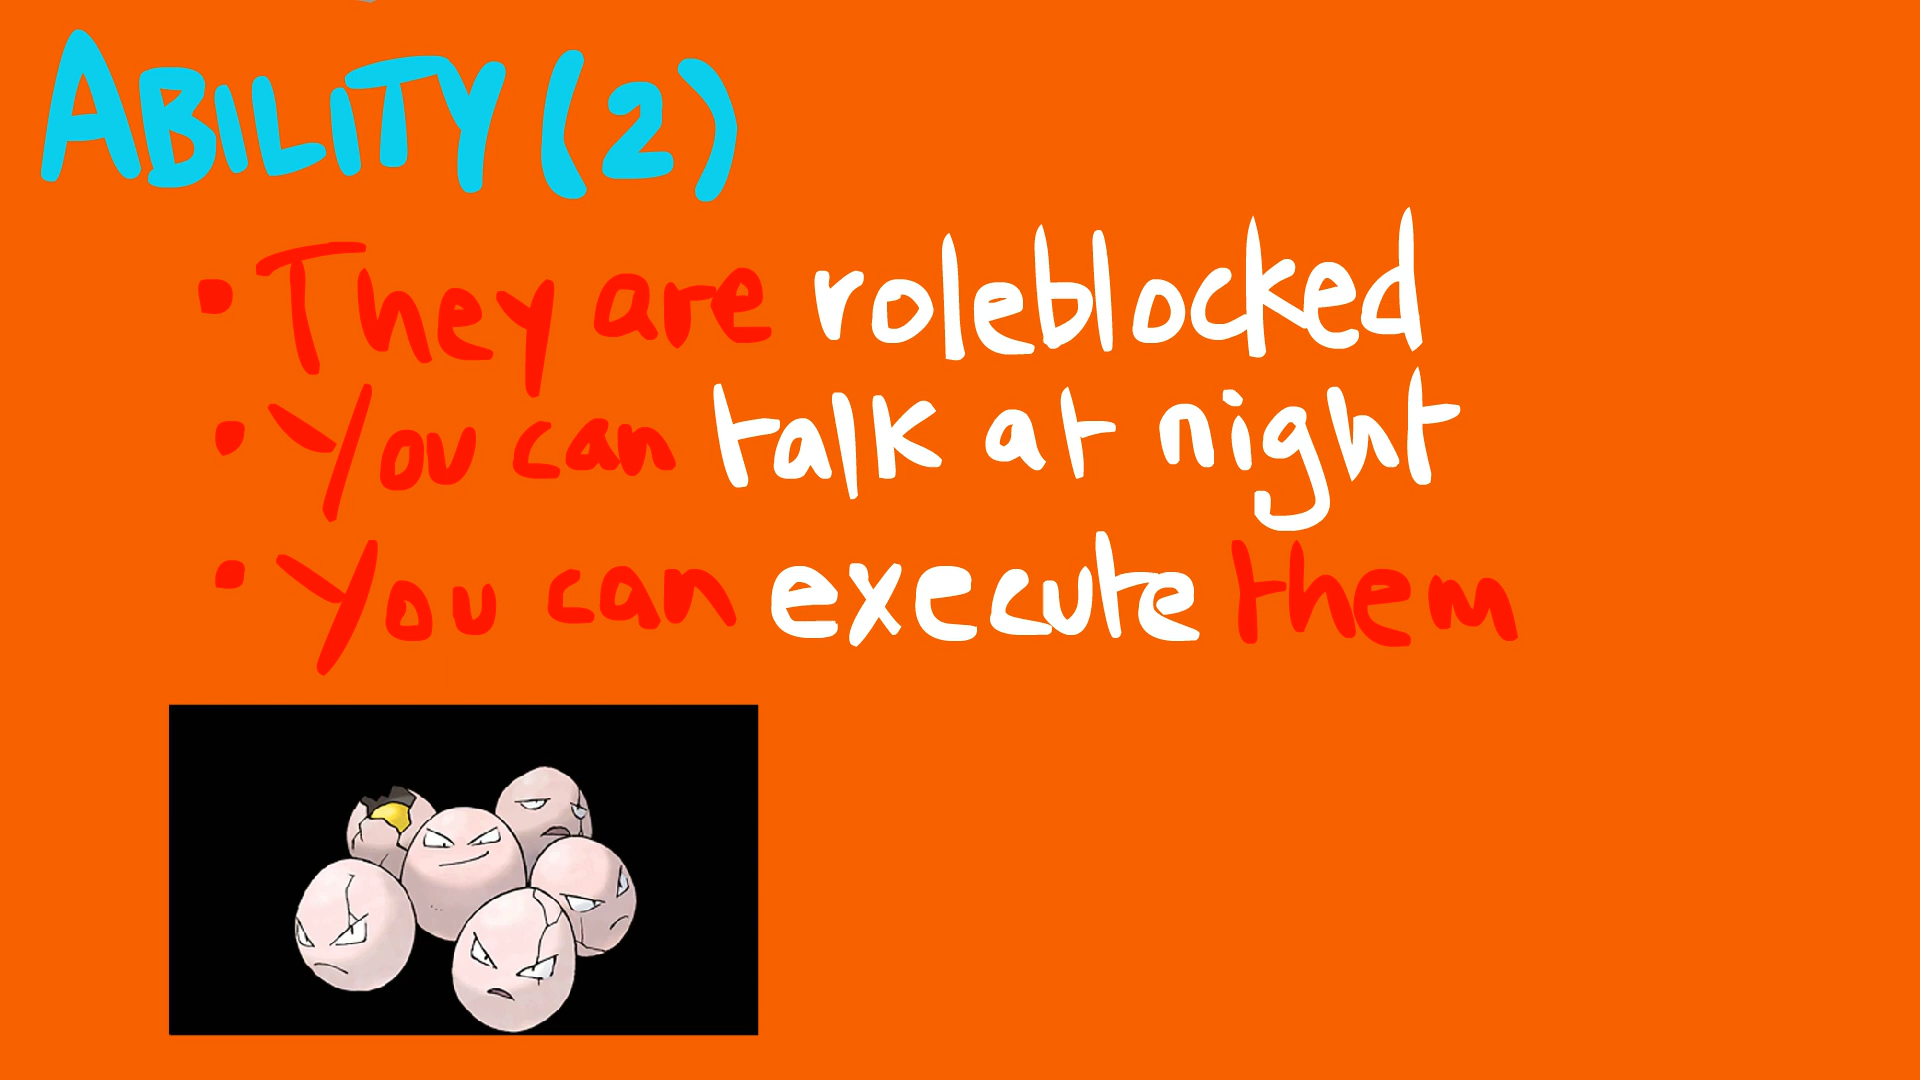 ABILITY (2)
• They are roleblocked
• You can talk at night
• You can execute them